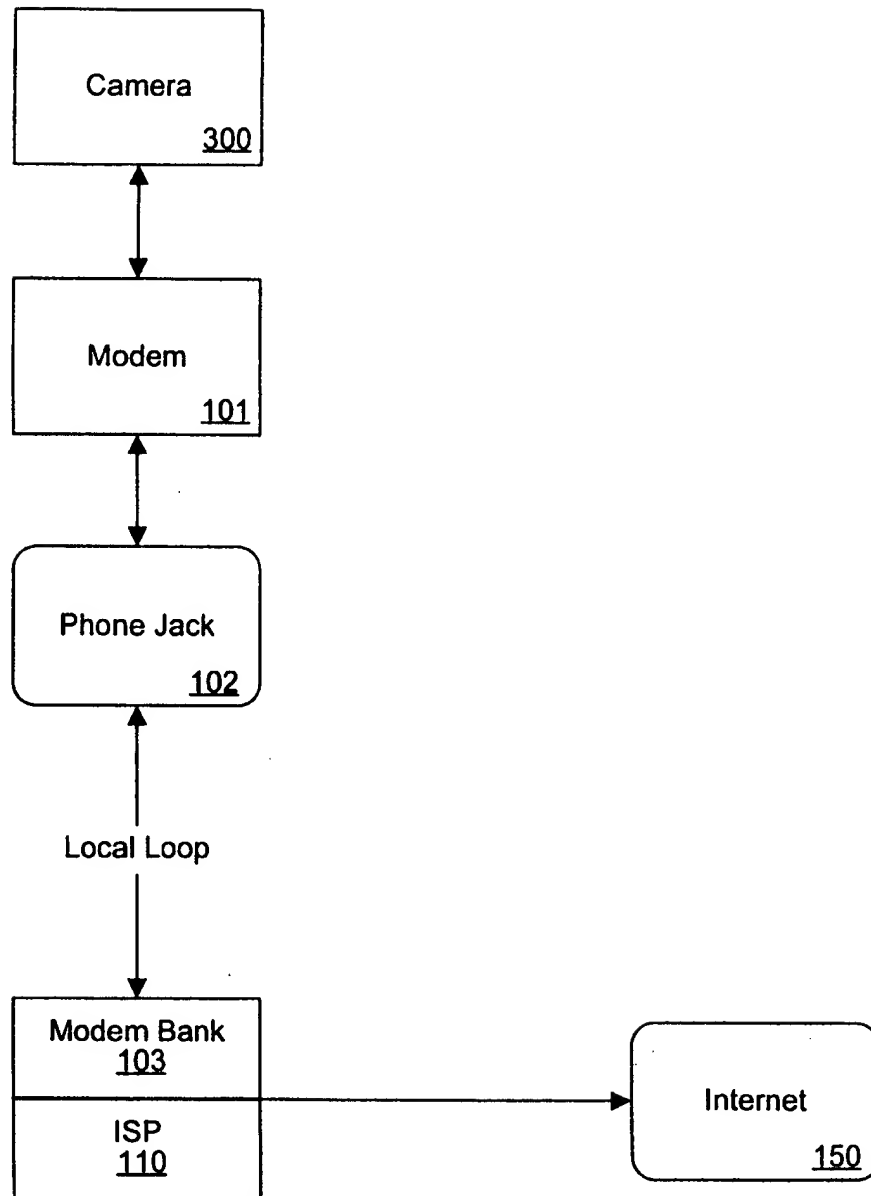 Camera
300
Modem
101
Phone Jack
102
Local Loop
Modem Bank
103
ISP
110
Internet
150